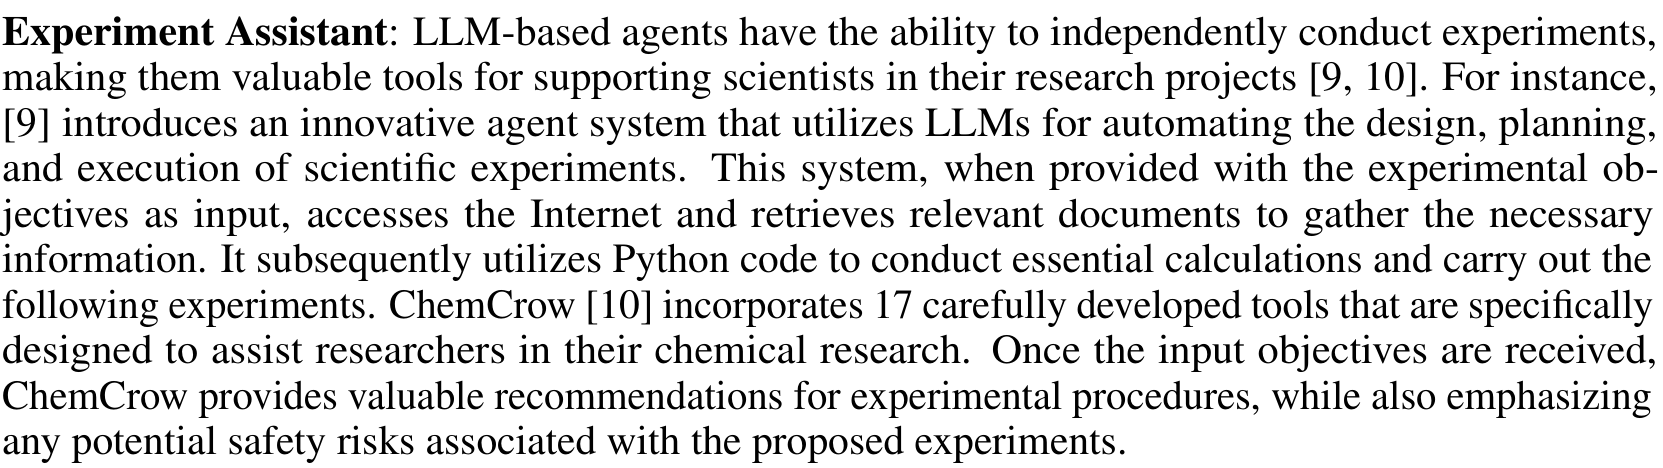 Experiment Assistant: LLM-based agents have the ability to independently conduct experiments,
making them valuable tools for supporting scientists in their research projects [9, 10]. For instance,
[9] introduces an innovative agent system that utilizes LLMs for automating the design, planning,
and execution of scientific experiments. This system, when provided with the experimental ob-
jectives as input, accesses the Internet and retrieves relevant documents to gather the necessary
information. It subsequently utilizes Python code to conduct essential calculations and carry out the
following experiments. ChemCrow [10] incorporates 17 carefully developed tools that are specifically
designed to assist researchers in their chemical research. Once the input objectives are received,
ChemCrow provides valuable recommendations for experimental procedures, while also emphasizing
any potential safety risks associated with the proposed experiments.